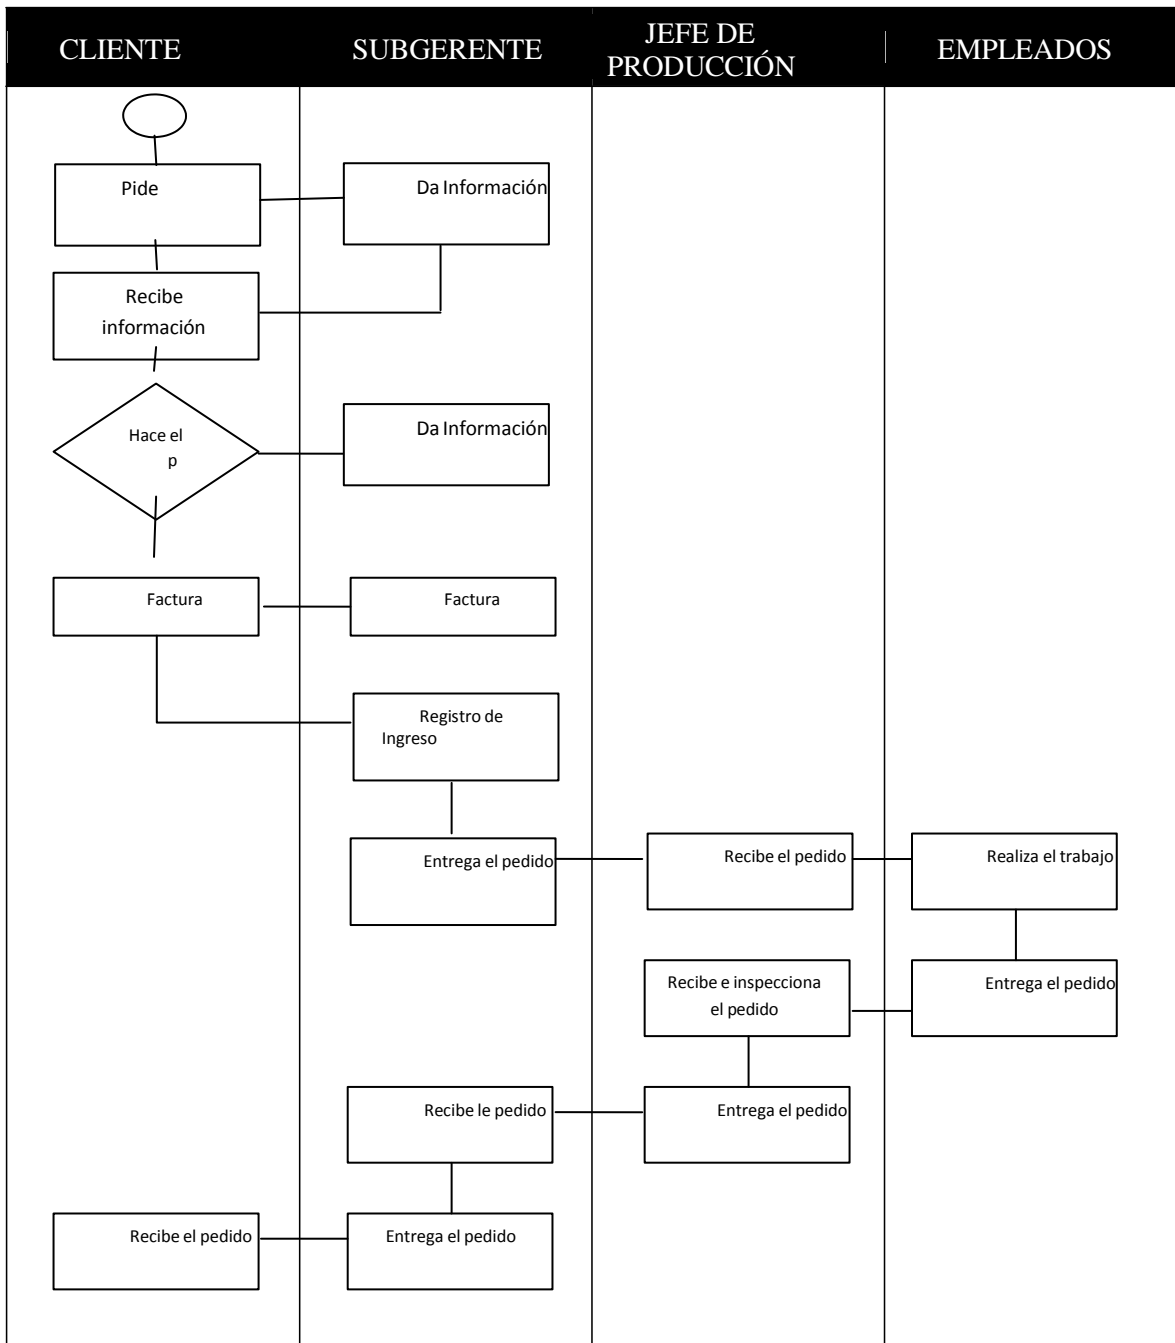 CLIENTE
SUBGERENTE
JEFE DE
PRODUCCIÓN
EMPLEADOS
Pide
Da Información
Recibe
información
Hace el
p
Da Información
Factura
Factura
Registro de
Ingreso
Entrega el pedido
Recibe el pedido
Realiza el trabajo
Recibe e inspecciona
el pedido
Entrega el pedido
Recibe le pedido
Entrega el pedido
Recibe el pedido
Entrega el pedido